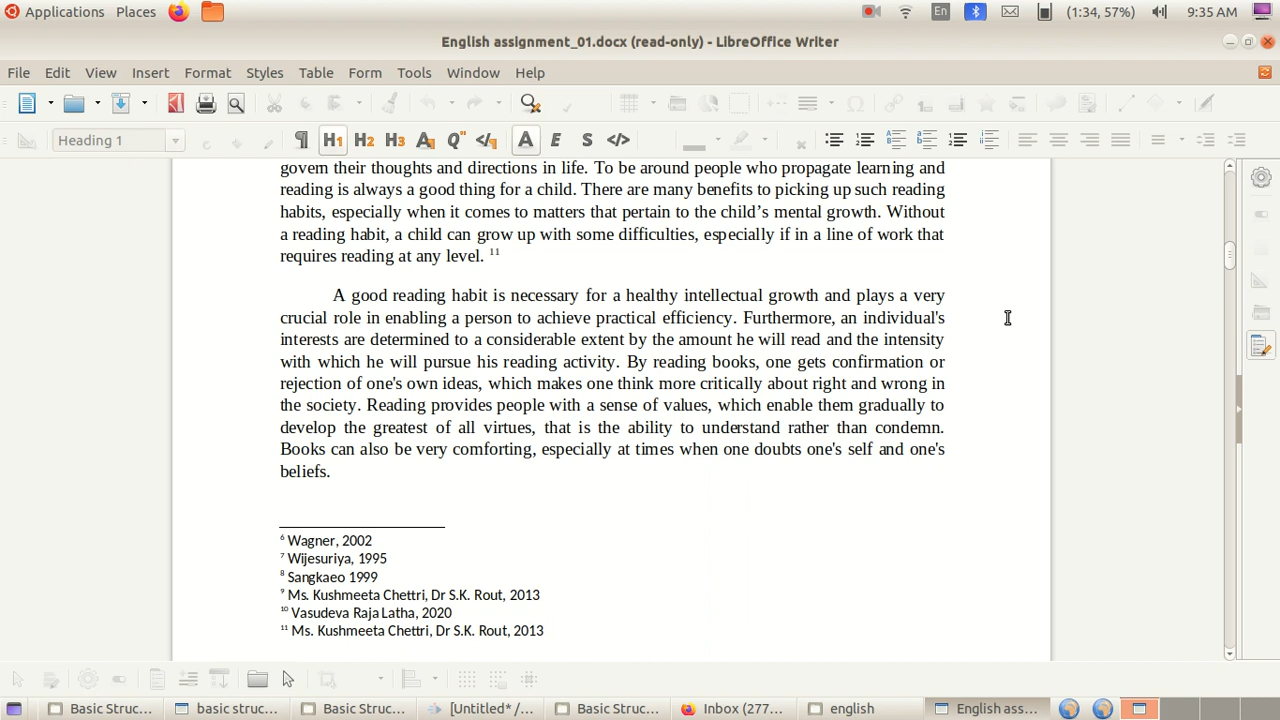 Applications Places En (1:34, 57%) 9:35 AM
English assignment_01.docx (read-only) - LibreOffice Writer
File Edit View Insert Format Styles Table Form Tools Window Help
Heading 1
govern their thoughts and directions in life. To be around people who propagate learning and
reading is always a good thing for a child. There are many benefits to picking up such reading
habits, especially when it comes to matters that pertain to the child’s mental growth. Without
a reading habit, a child can grow up with some difficulties, especially if in a line of work that
requires reading at any level. 11
A good reading habit is necessary for a healthy intellectual growth and plays a very
crucial role in enabling a person to achieve practical efficiency. Furthermore, an individual's
interests are determined to a considerable extent by the amount he will read and the intensity
with which he will pursue his reading activity. By reading books, one gets confirmation or
rejection of one's own ideas, which makes one think more critically about right and wrong in
the society. Reading provides people with a sense of values, which enable them gradually to
develop the greatest of all virtues, that is the ability to understand rather than condemn.
Books can also be very comforting, especially at times when one doubts one's self and one's
beliefs.
6 Wagner, 2002
7 Wijesuriya, 1995
8 Sangkaeo 1999
9 Ms. Kushmeeta Chettri, Dr S.K. Rout, 2013
10 Vasudeva Raja Latha, 2020
11 Ms. Kushmeeta Chettri, Dr S.K. Rout, 2013
Basic Struc... basic struc... Basic Struc... [Untitled* /... Basic Struc... Inbox (277... english English ass...